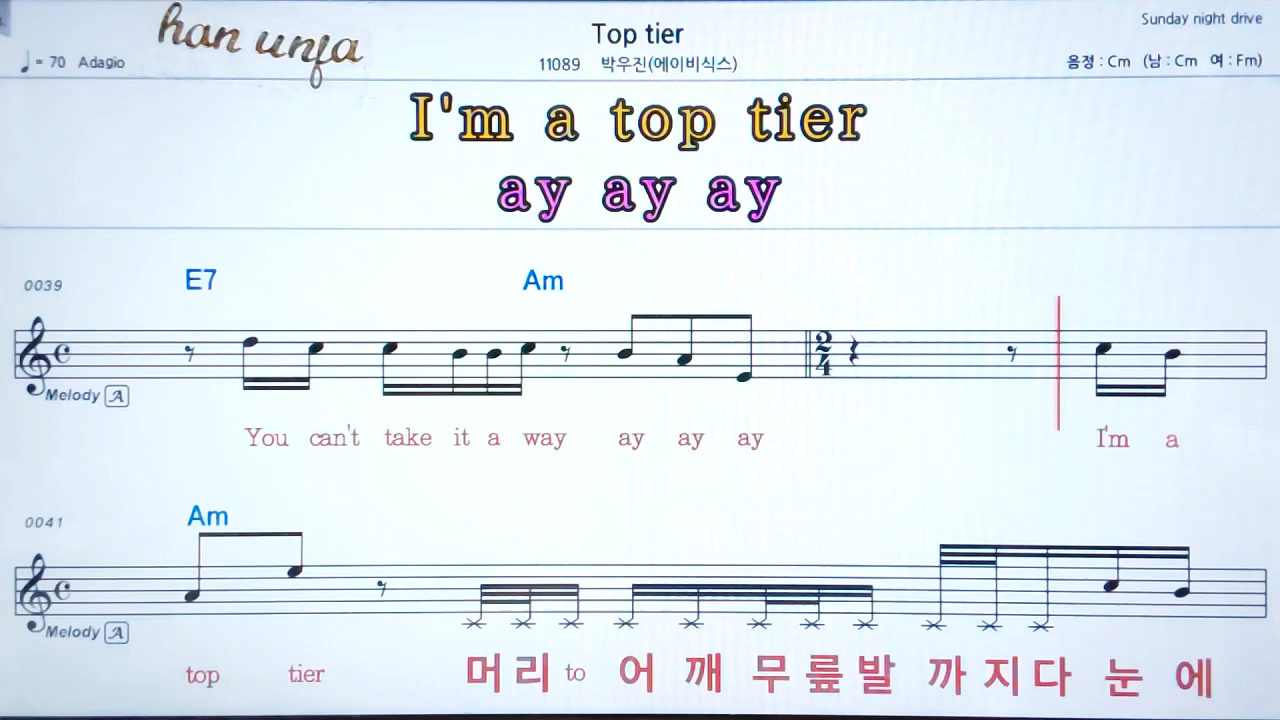 han unfa
Top tier
Sunday night drive
♩ = 70 Adagio
11089 박우진(에이비식스)
음정 : Cm (남 : Cm 여 : Fm)
I'm a top tier
ay ay ay
0039 E7 Am
2
4
Melody A
You can't take it a way ay ay ay I'm a
0041 Am
Melody A
top tier 머 리 to 어 깨 무 릎 발 까 지 다 눈 에